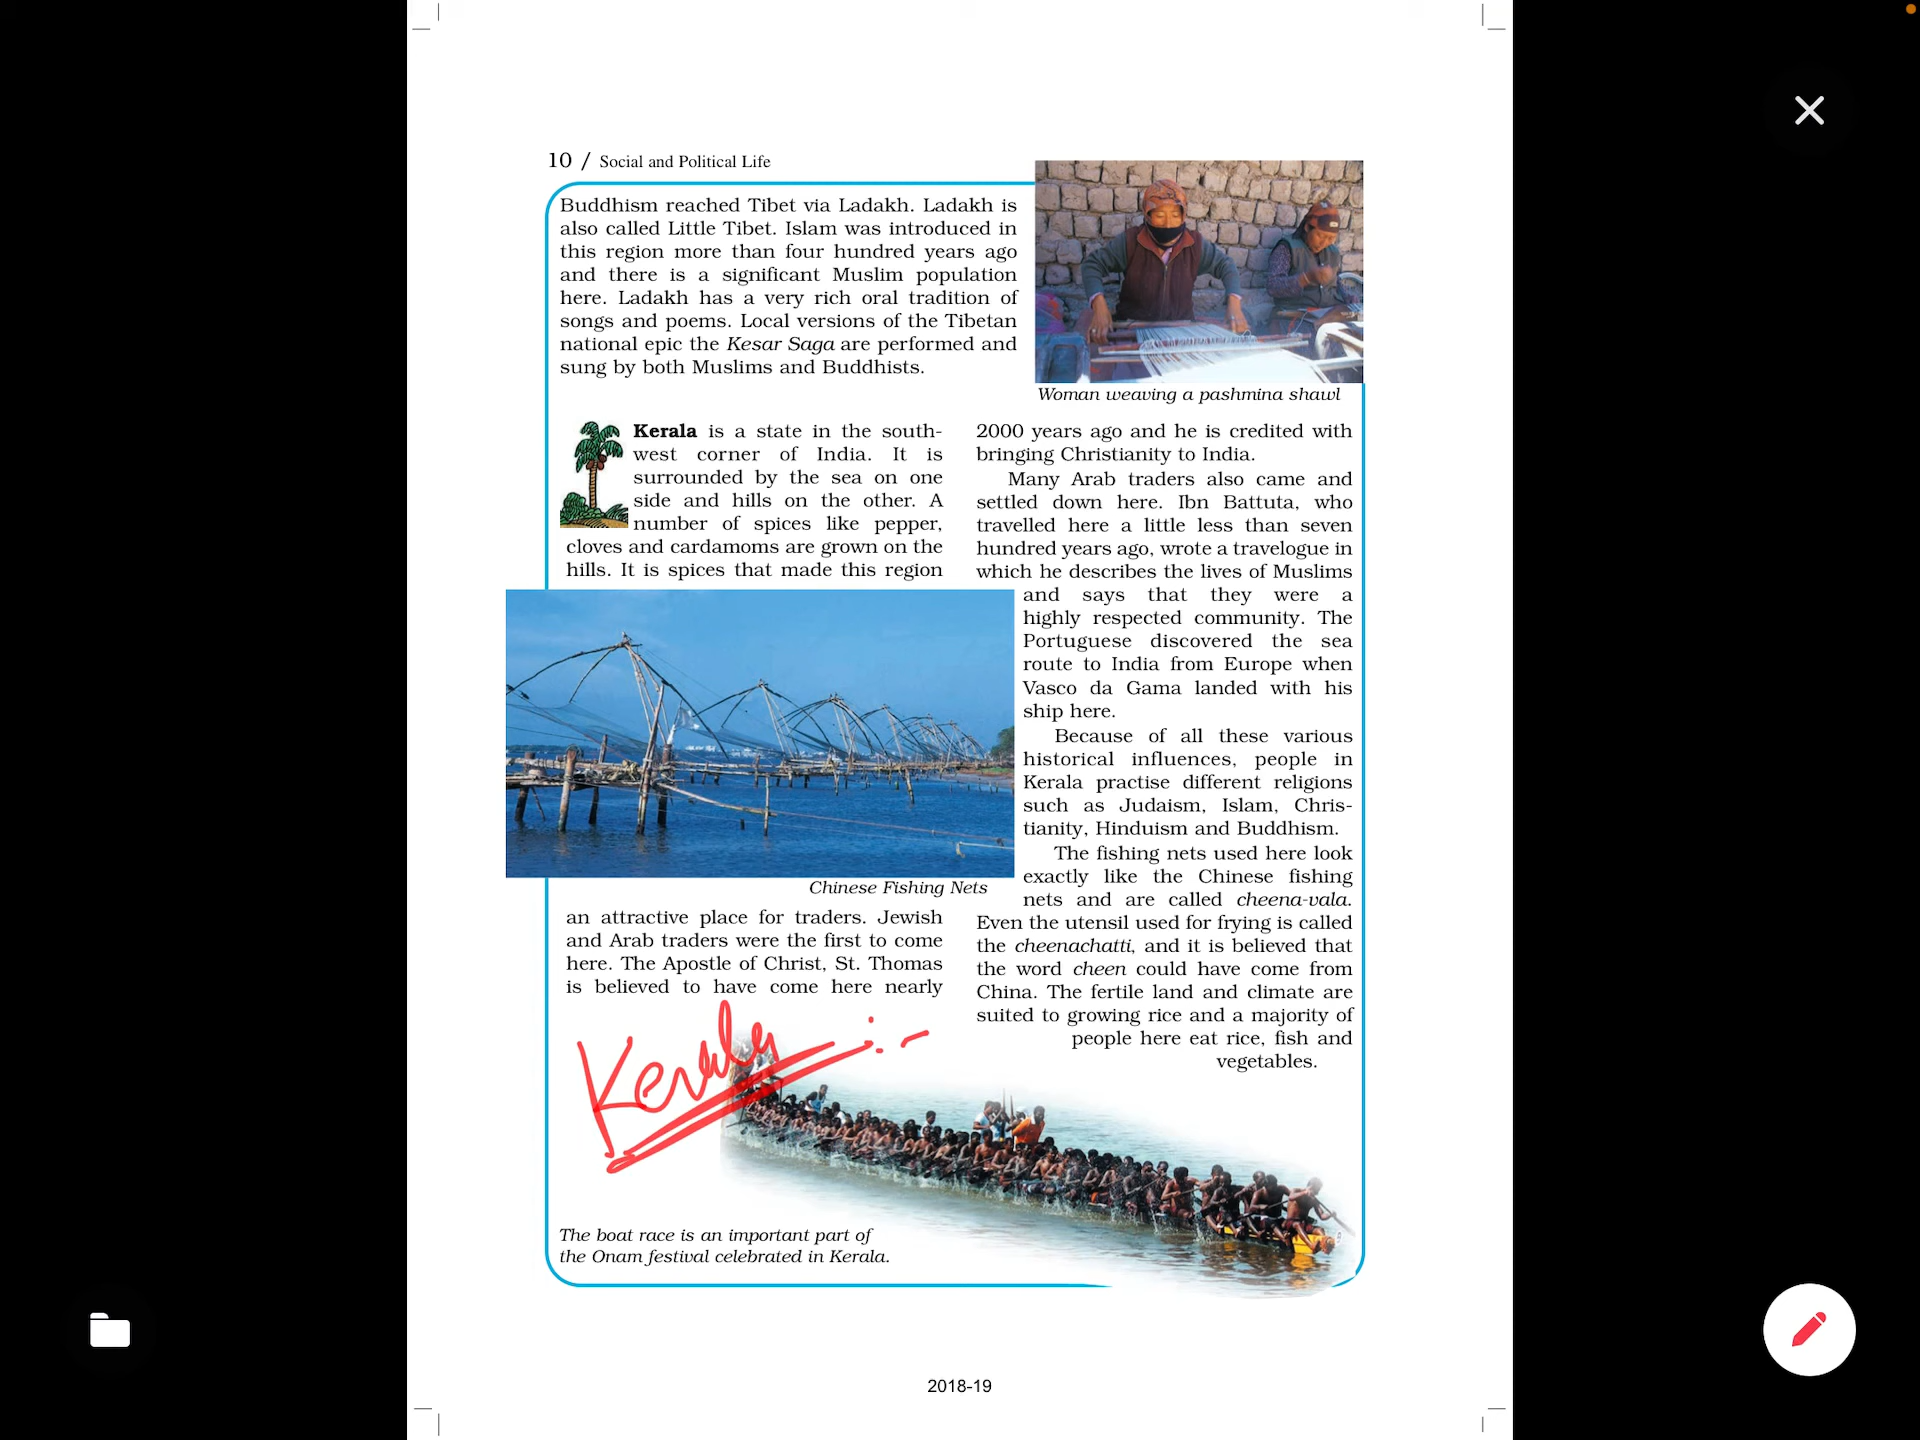 10 / Social and Political Life
Buddhism reached Tibet via Ladakh. Ladakh is
also called Little Tibet. Islam was introduced in
this region more than four hundred years ago
and there is a significant Muslim population
here. Ladakh has a very rich oral tradition of
songs and poems. Local versions of the Tibetan
national epic the Kesar Saga are performed and
sung by both Muslims and Buddhists.
Woman weaving a pashmina shawl
Kerala is a state in the south-
west corner of India. It is
surrounded by the sea on one
side and hills on the other. A
number of spices like pepper,
cloves and cardamoms are grown on the
hills. It is spices that made this region
Chinese Fishing Nets
an attractive place for traders. Jewish
and Arab traders were the first to come
here. The Apostle of Christ, St. Thomas
is believed to have come here nearly
2000 years ago and he is credited with
bringing Christianity to India.
Many Arab traders also came and
settled down here. Ibn Battuta, who
travelled here a little less than seven
hundred years ago, wrote a travelogue in
which he describes the lives of Muslims
and says that they were a
highly respected community. The
Portuguese discovered the sea
route to India from Europe when
Vasco da Gama landed with his
ship here.
Because of all these various
historical influences, people in
Kerala practise different religions
such as Judaism, Islam, Chris-
tianity, Hinduism and Buddhism.
The fishing nets used here look
exactly like the Chinese fishing
nets and are called cheena-vala.
Even the utensil used for frying is called
the cheenachatti, and it is believed that
the word cheen could have come from
China. The fertile land and climate are
suited to growing rice and a majority of
people here eat rice, fish and
vegetables.
Kerala :-
The boat race is an important part of
the Onam festival celebrated in Kerala.
2018-19